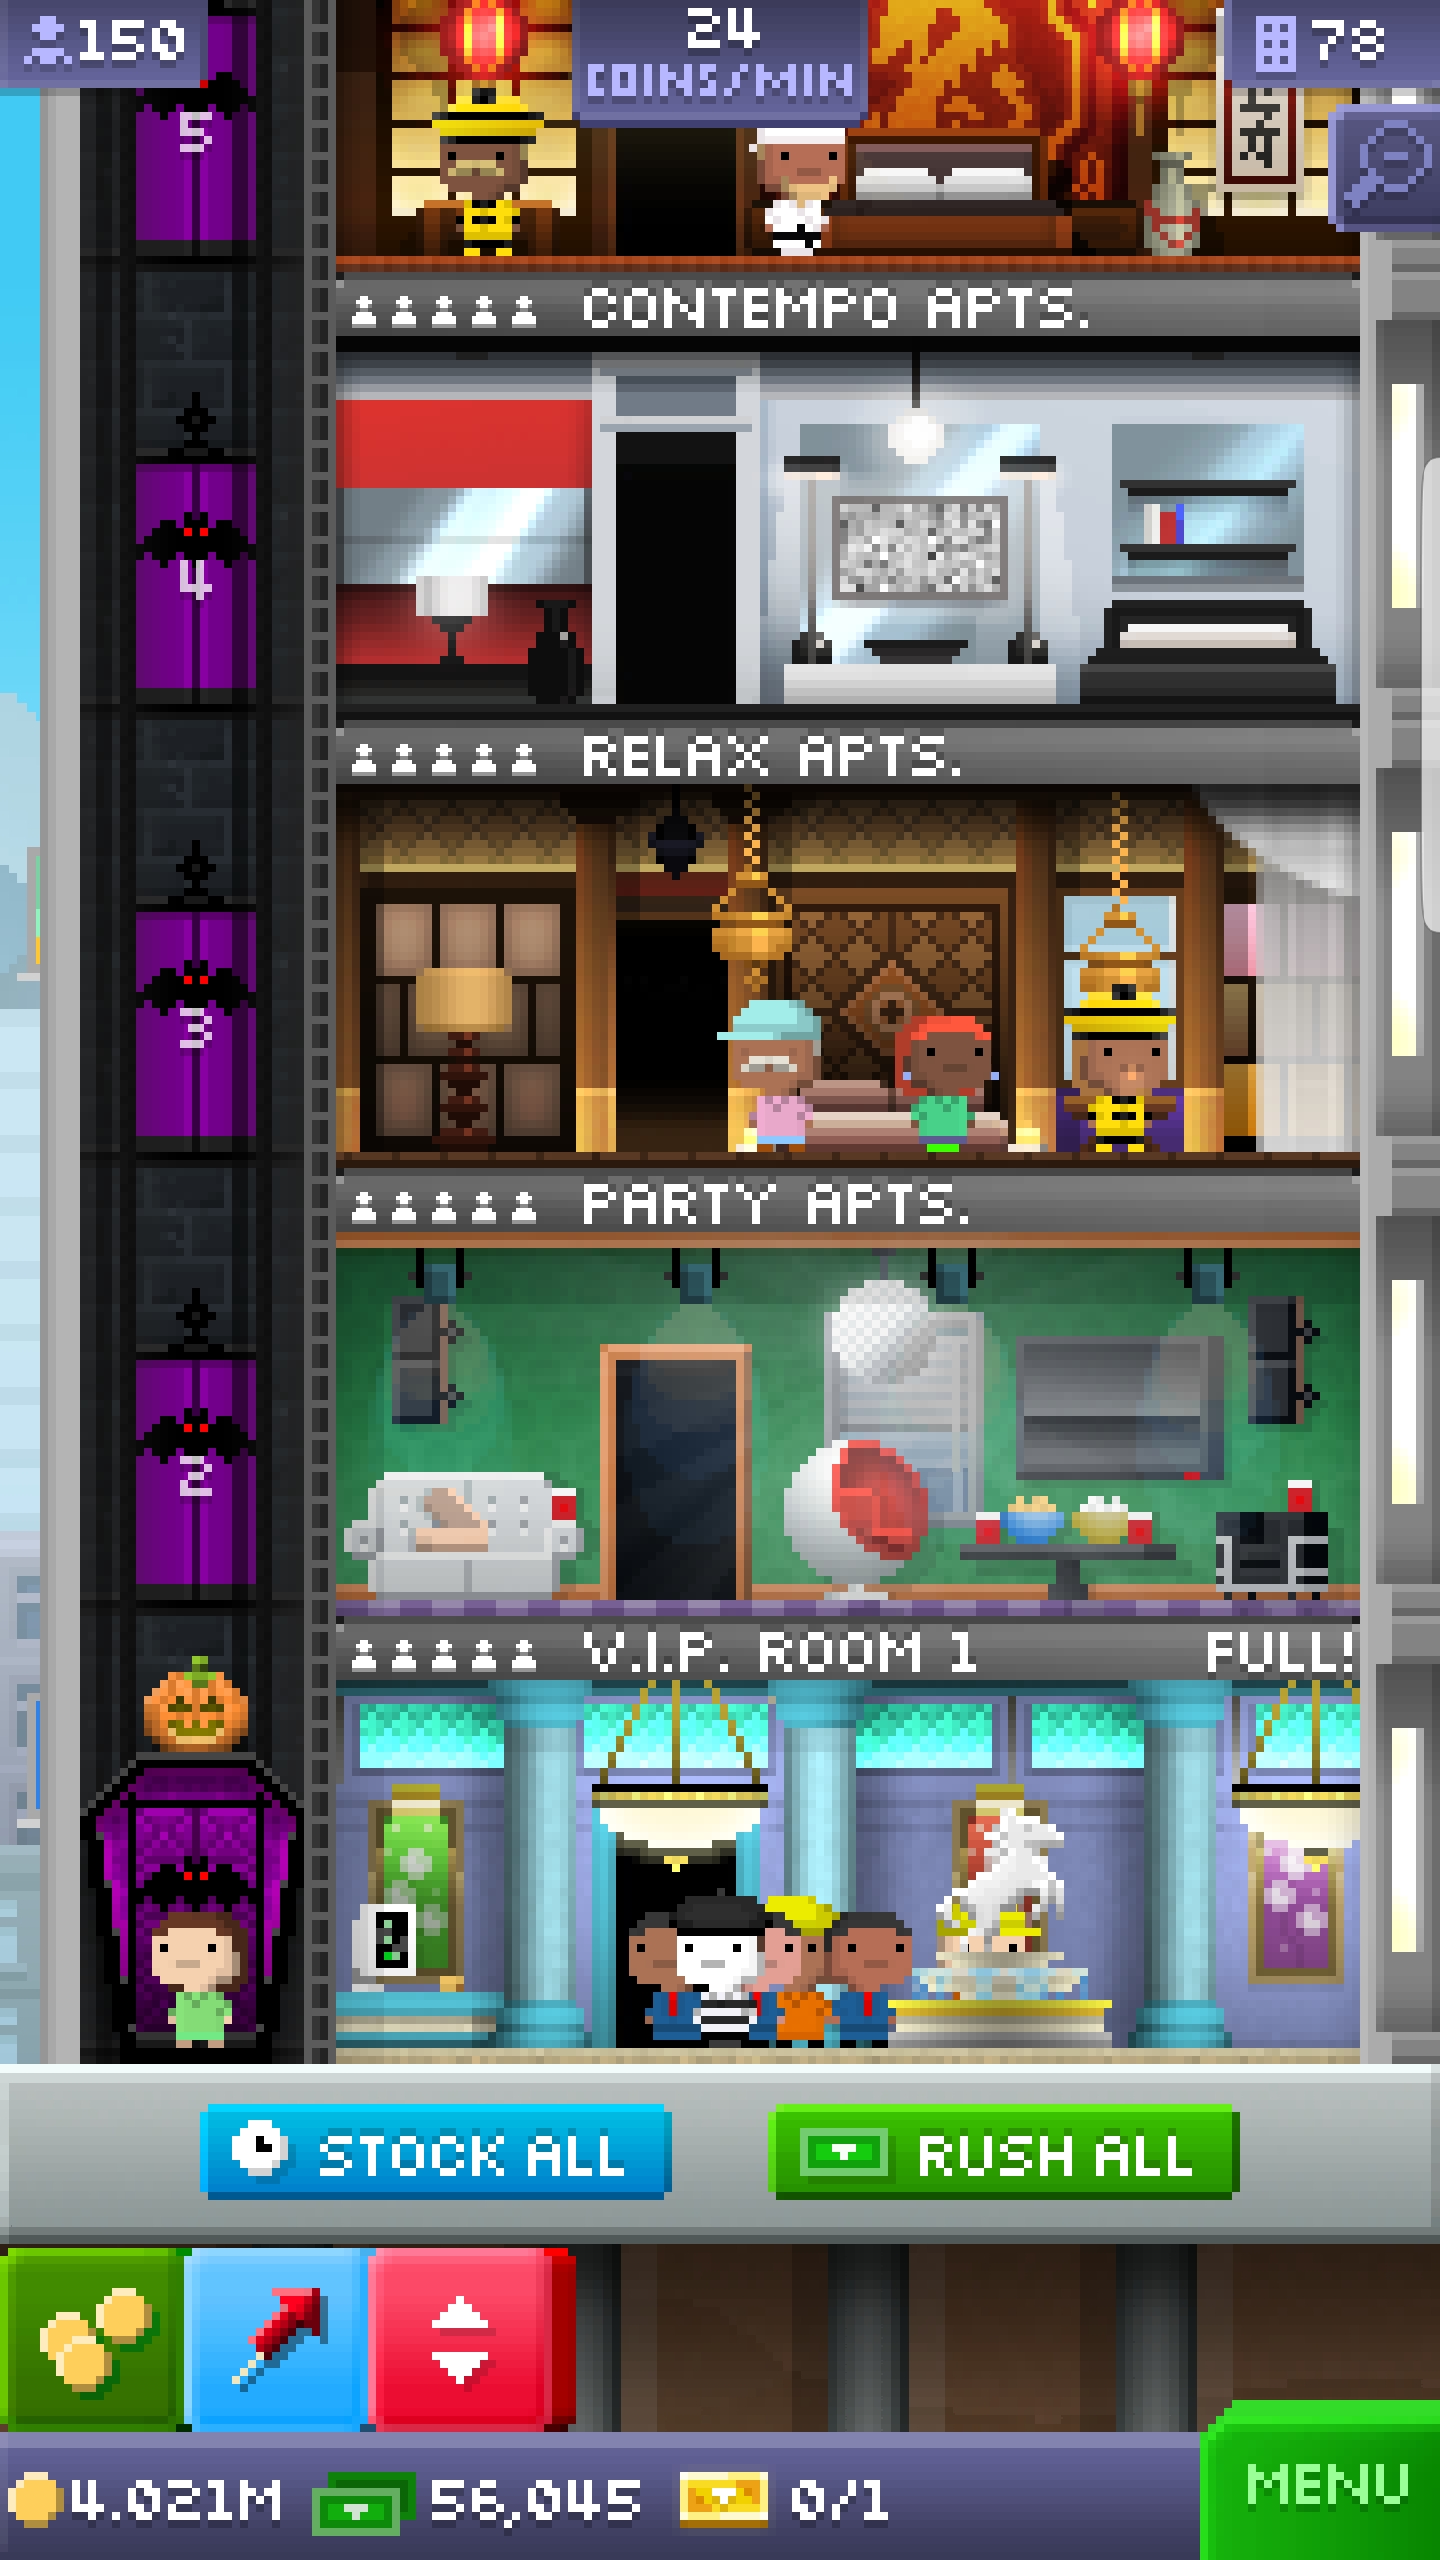 150
24
COINS/MIN
78
5
CONTEMPO APTS.
4
RELAX APTS.
3
PARTY APTS.
2
V.I.P. ROOM 1 FULL!
STOCK ALL
RUSH ALL
4.021M 56,045 0/1
MENU